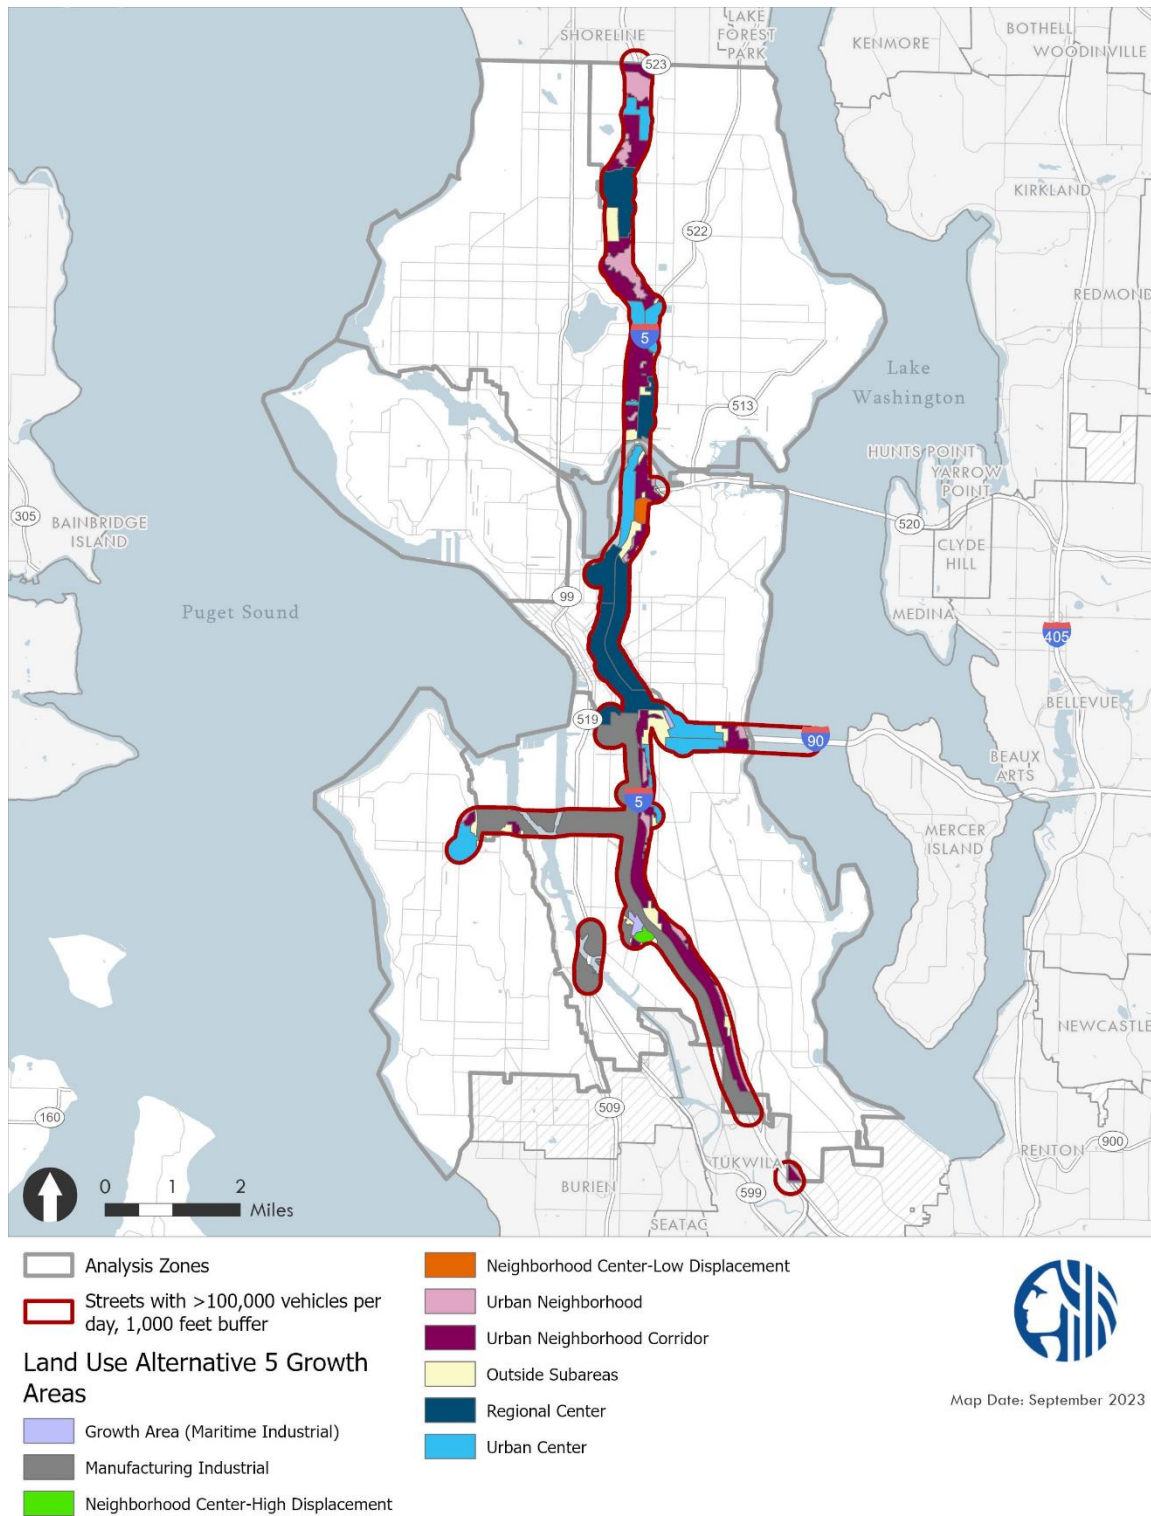 SHORELINE
LAKE
FOREST
PARK
BOTHELL
KENMORE
WOODINVILLE
523
KIRKLAND
522
REDMOND
5
Lake
Washington
513
HUNTS POINT
YARROW
POINT
305
BAINBRIDGE
ISLAND
520
CLYDE
HILL
99
Puget Sound
MEDINA
405
BELLEVUE
519
90
BEAUX
ARTS
5
MERCER
ISLAND
NEWCASTLE
160
509
RENTON
900
TUKWILA
BURIEN
599
SEATAC
0 1 2
Miles
Analysis Zones
Streets with >100,000 vehicles per
day, 1,000 feet buffer
Land Use Alternative 5 Growth
Areas
Growth Area (Maritime Industrial)
Manufacturing Industrial
Neighborhood Center-High Displacement
Neighborhood Center-Low Displacement
Urban Neighborhood
Urban Neighborhood Corridor
Outside Subareas
Regional Center
Urban Center
Map Date: September 2023